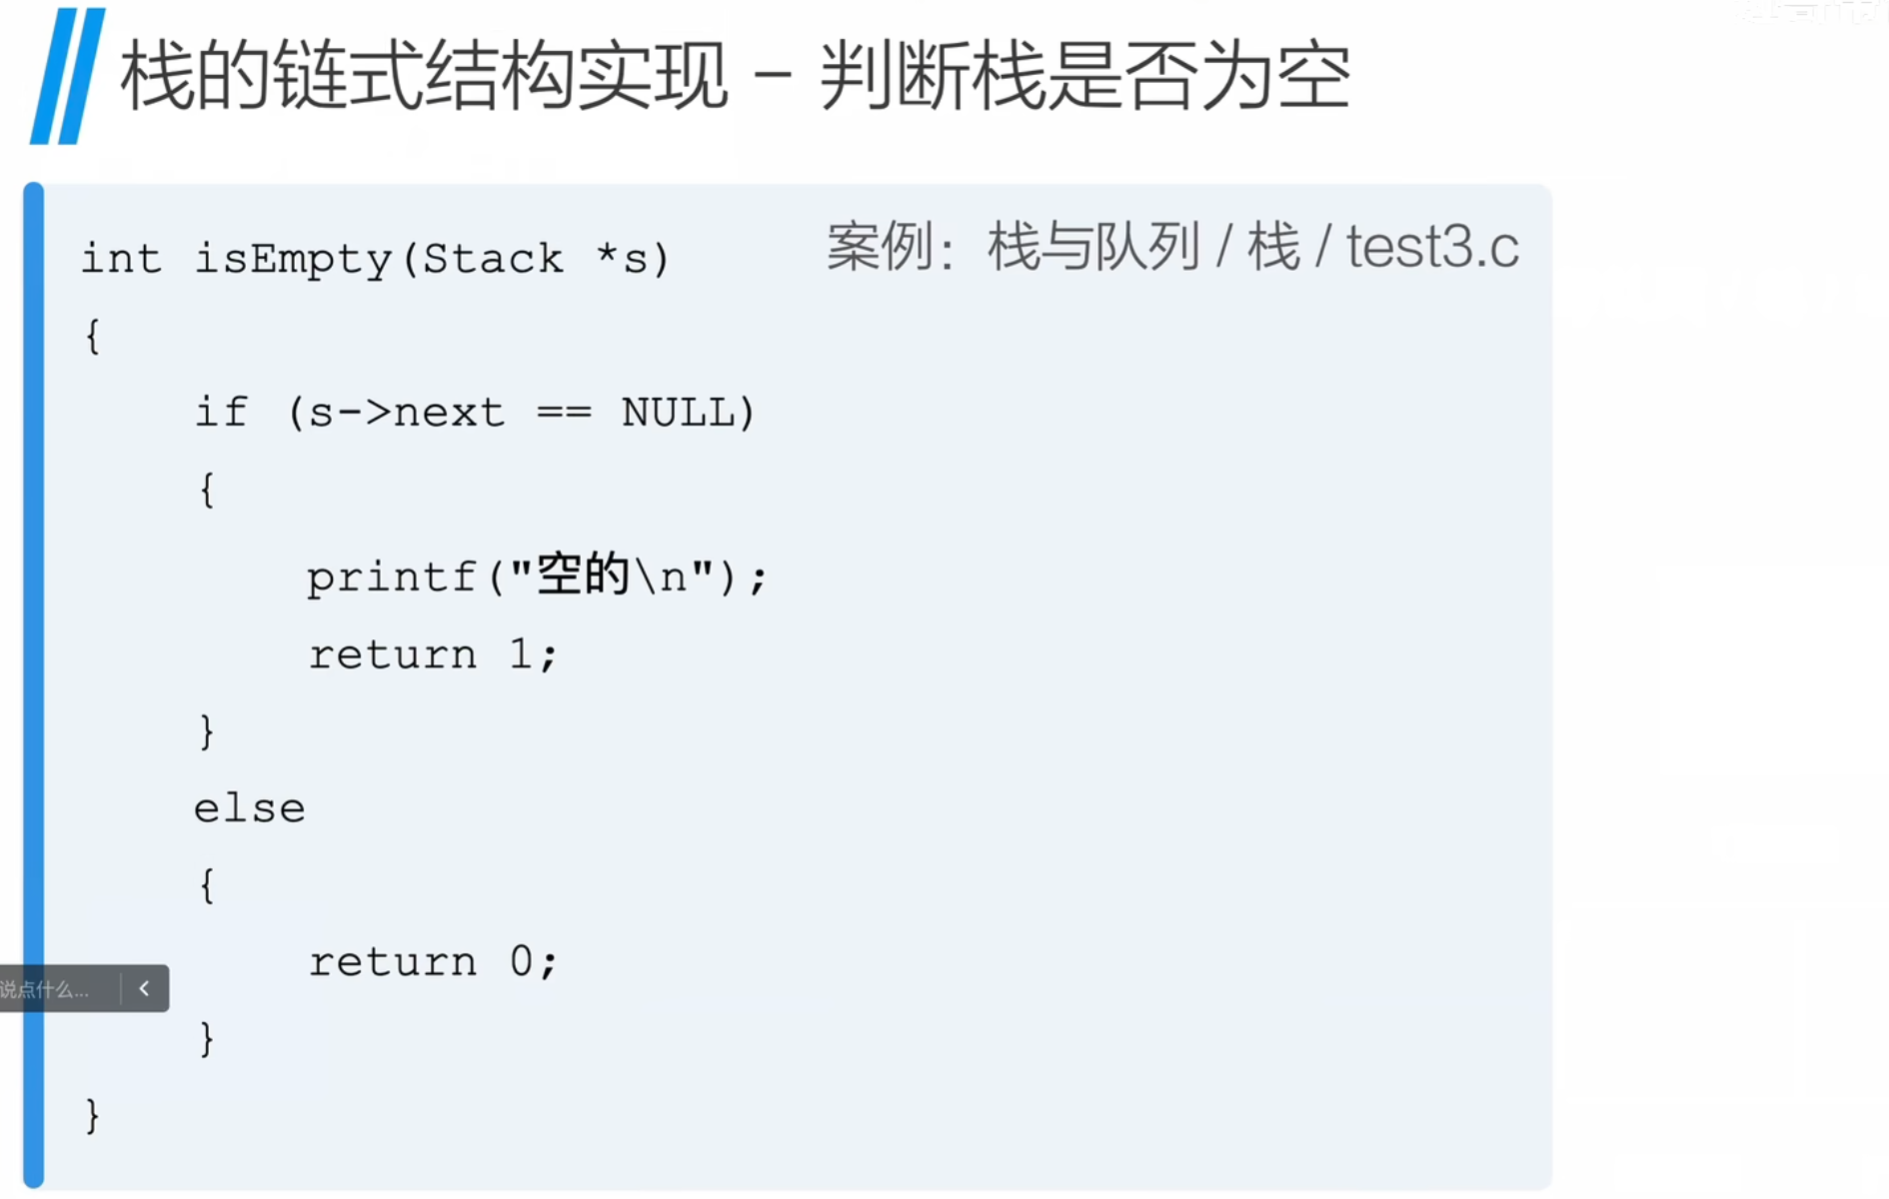 栈的链式结构实现 - 判断栈是否为空
int isEmpty(Stack *s)
案例：栈与队列 / 栈 / test3.c
{
if (s->next == NULL)
{
printf("空的\n");
return 1;
}
else
{
return 0;
}
}
说点什么...